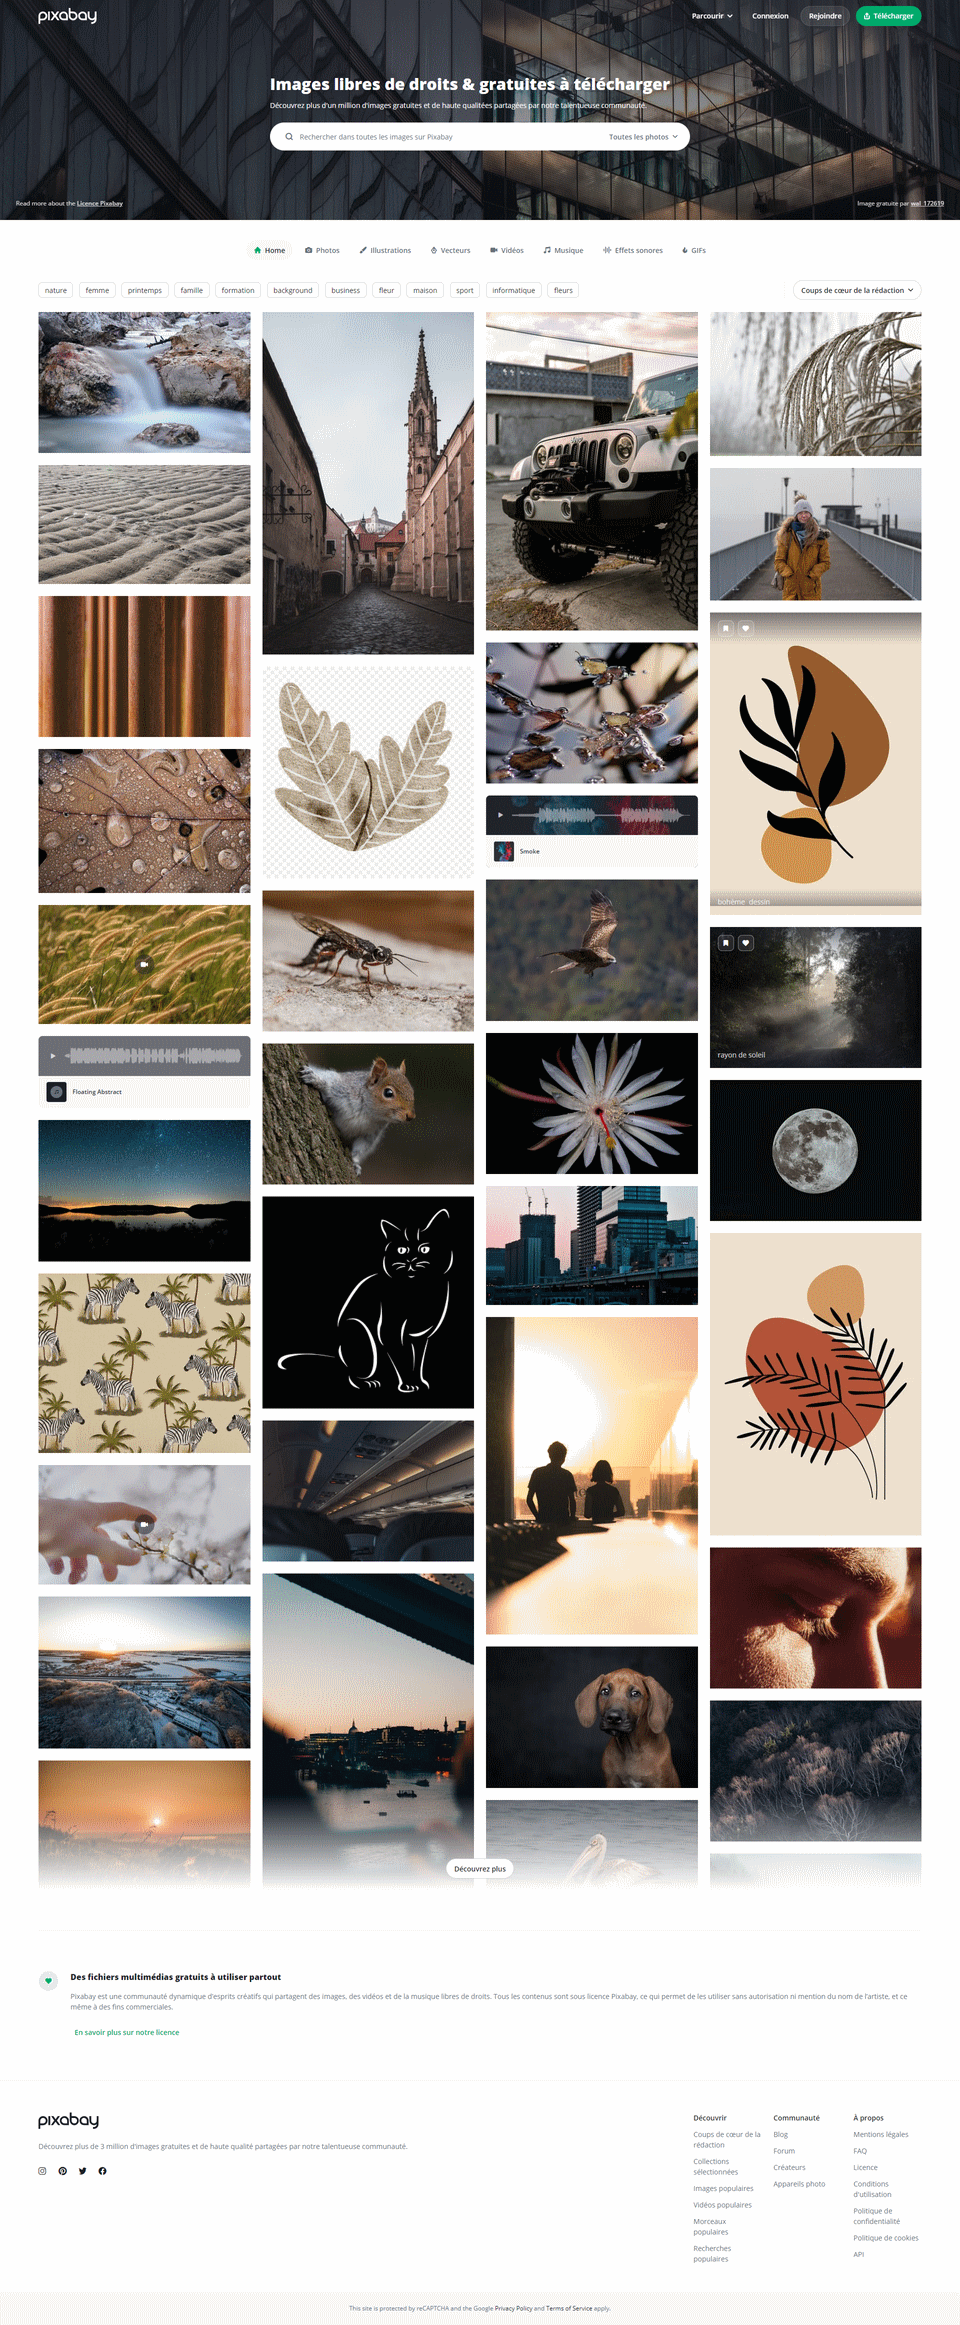 pixabay
Parcourir
Connexion
Rejoindre
Télécharger
Images libres de droits & gratuites à télécharger
Découvrez plus d'un million d'images gratuites et de haute qualitées partagées par notre talentueuse communauté.
Rechercher dans toutes les images sur Pixabay
Toutes les photos
Read more about the Licence Pixabay
Image gratuite par wal_172619
Home
Photos
Illustrations
Vecteurs
Vidéos
Musique
Effets sonores
GIFs
nature
femme
printemps
famille
formation
background
business
fleur
maison
sport
informatique
fleurs
Coups de cœur de la rédaction
Smoke
bohème dessin
rayon de soleil
Floating Abstract
Découvrez plus
Des fichiers multimédias gratuits à utiliser partout
Pixabay est une communauté dynamique d'esprits créatifs qui partagent des images, des vidéos et de la musique libres de droits. Tous les contenus sont sous licence Pixabay, ce qui permet de les utiliser sans autorisation ni mention du nom de l'artiste, et ce
même à des fins commerciales.
En savoir plus sur notre licence
pixabay
Découvrez plus de 3 million d'images gratuites et de haute qualité partagées par notre talentueuse communauté.
Découvrir
Coups de cœur de la
rédaction
Collections
sélectionnées
Images populaires
Vidéos populaires
Morceaux
populaires
Recherches
populaires
Communauté
Blog
Forum
Créateurs
Appareils photo
À propos
Mentions légales
FAQ
Licence
Conditions
d'utilisation
Politique de
confidentialité
Politique de cookies
API
This site is protected by reCAPTCHA and the Google Privacy Policy and Terms of Service apply.